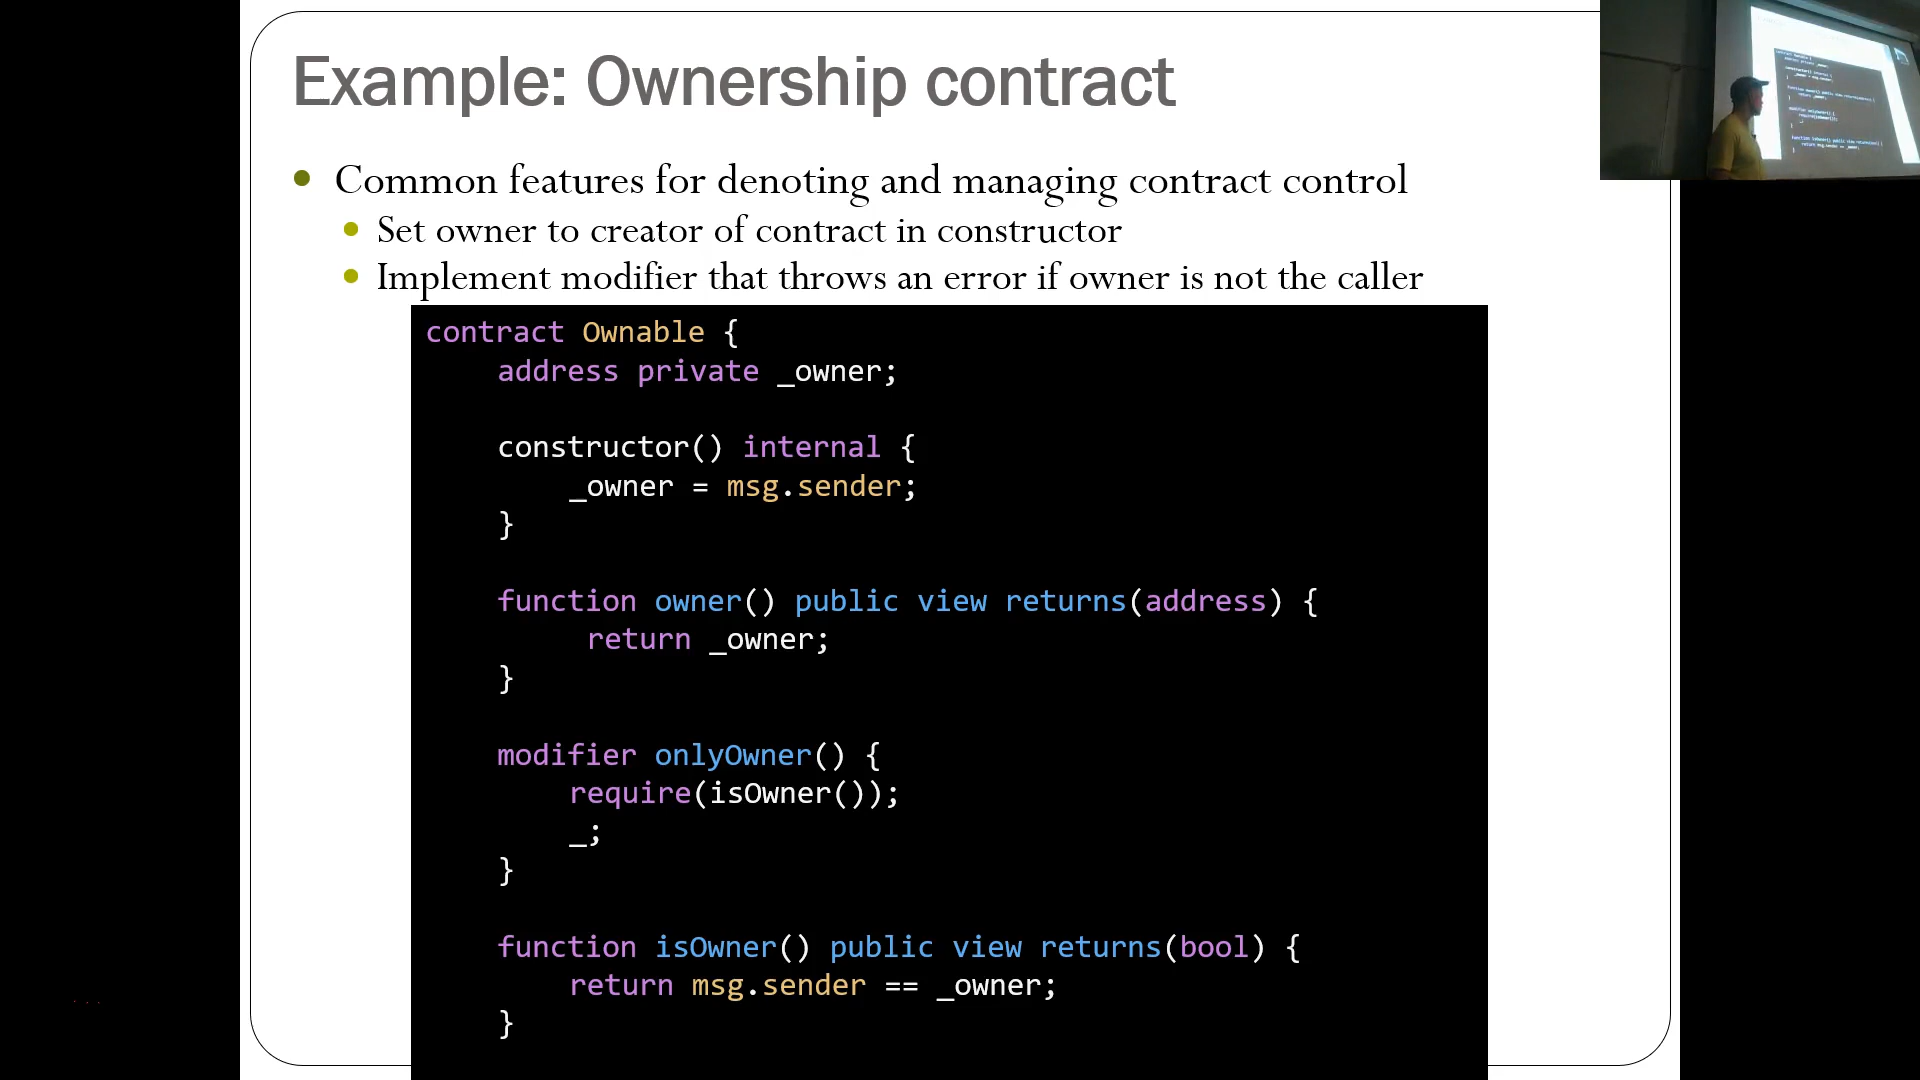 Example: Ownership contract
Common features for denoting and managing contract control
Set owner to creator of contract in constructor
Implement modifier that throws an error if owner is not the caller
contract Ownable {
address private _owner;
constructor() internal {
_owner = msg.sender;
}
function owner() public view returns(address) {
return _owner;
}
modifier onlyOwner() {
require(isOwner());
_;
}
function isOwner() public view returns(bool) {
return msg.sender == _owner;
}